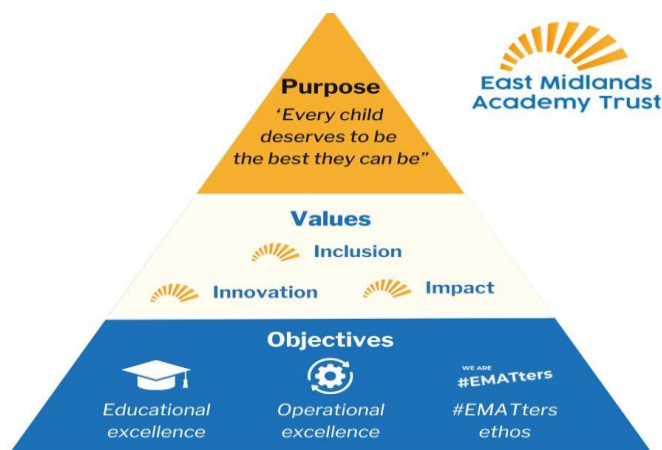 East Midlands
Academy Trust
Purpose
‘Every child
deserves to be
the best they can be”
Values
Inclusion
Innovation
Impact
Objectives
Educational
excellence
Operational
excellence
WE ARE
#EMATters
#EMATters
ethos